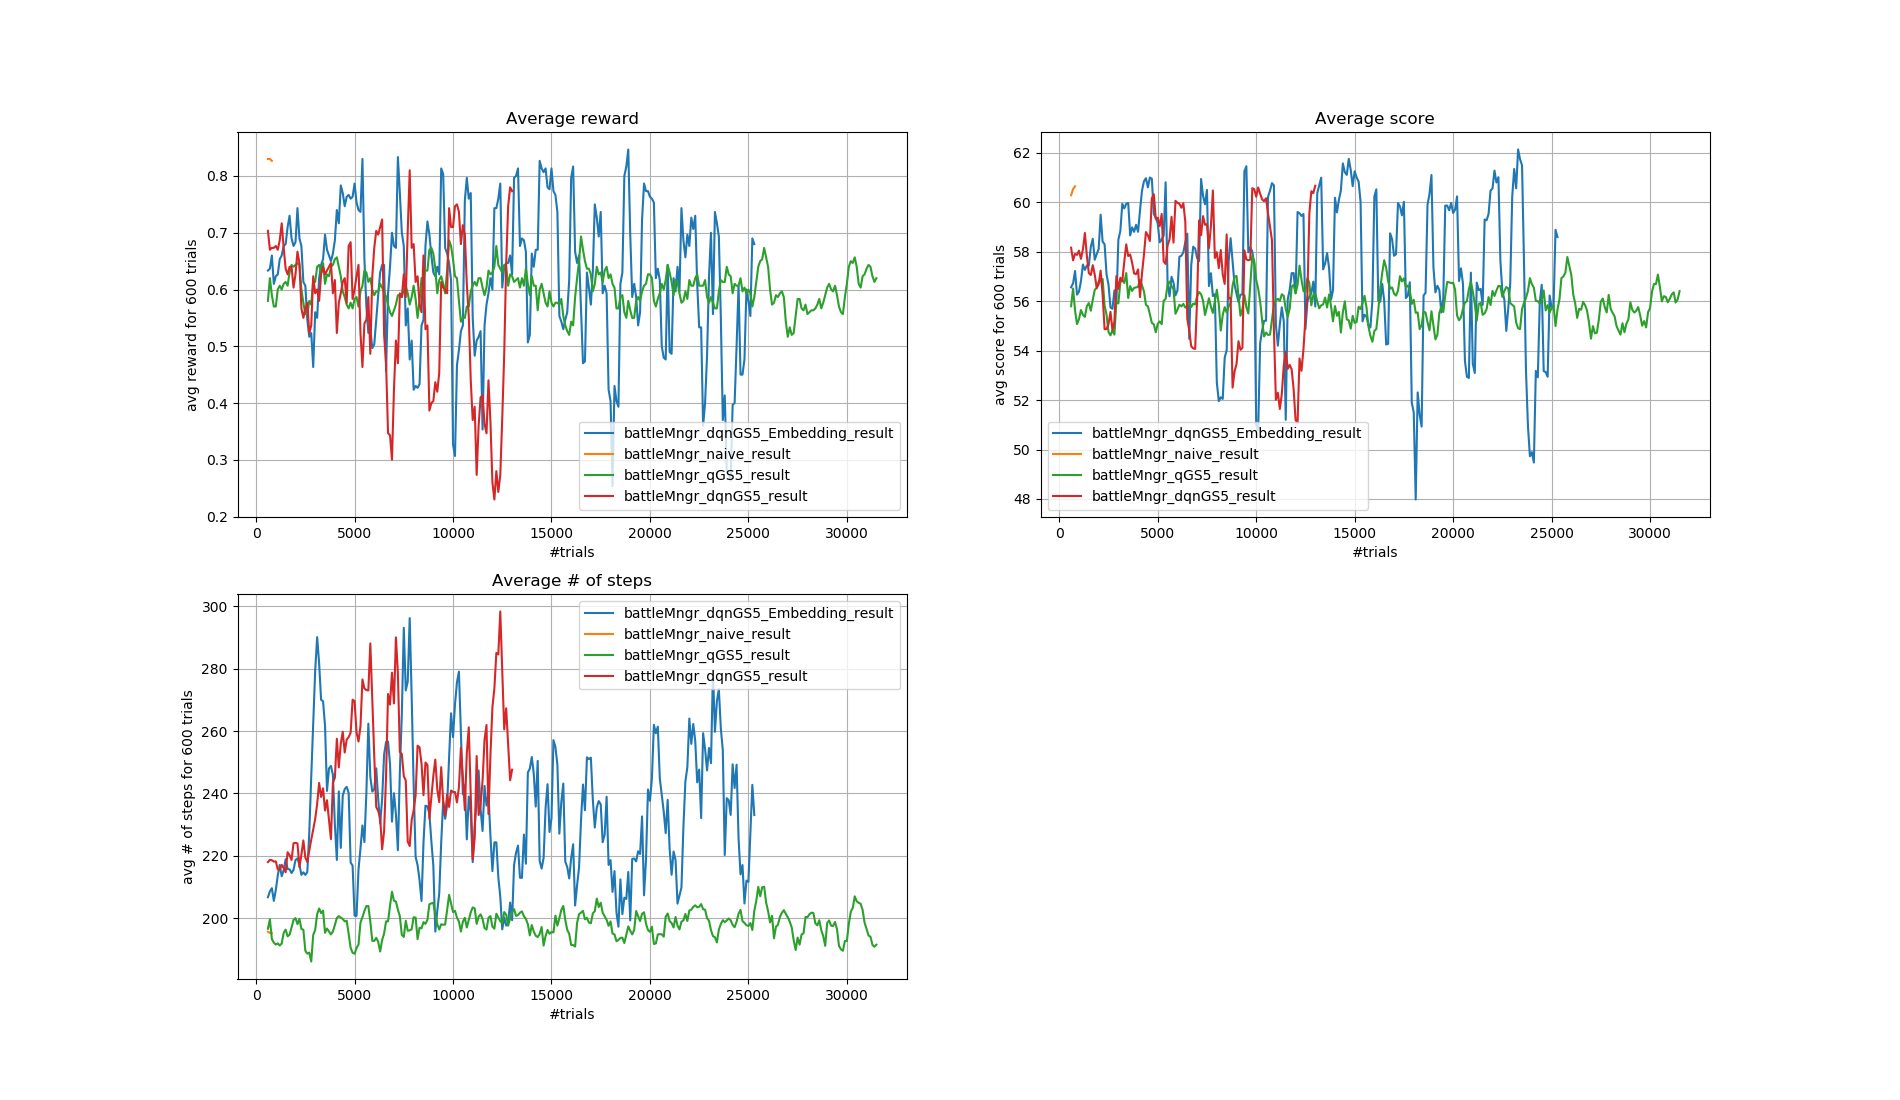 Average reward
avg reward for 600 trials
0.8
0.7
0.6
0.5
0.4
0.3
0.2
battleMngr_dqnGS5_Embedding_result
battleMngr_naive_result
battleMngr_qGS5_result
battleMngr_dqnGS5_result
0 5000 10000 15000 20000 25000 30000
#trials
Average score
avg score for 600 trials
62
60
58
56
54
52
50
48
battleMngr_dqnGS5_Embedding_result
battleMngr_naive_result
battleMngr_qGS5_result
battleMngr_dqnGS5_result
0 5000 10000 15000 20000 25000 30000
#trials
Average # of steps
avg # of steps for 600 trials
300
280
260
240
220
200
battleMngr_dqnGS5_Embedding_result
battleMngr_naive_result
battleMngr_qGS5_result
battleMngr_dqnGS5_result
0 5000 10000 15000 20000 25000 30000
#trials